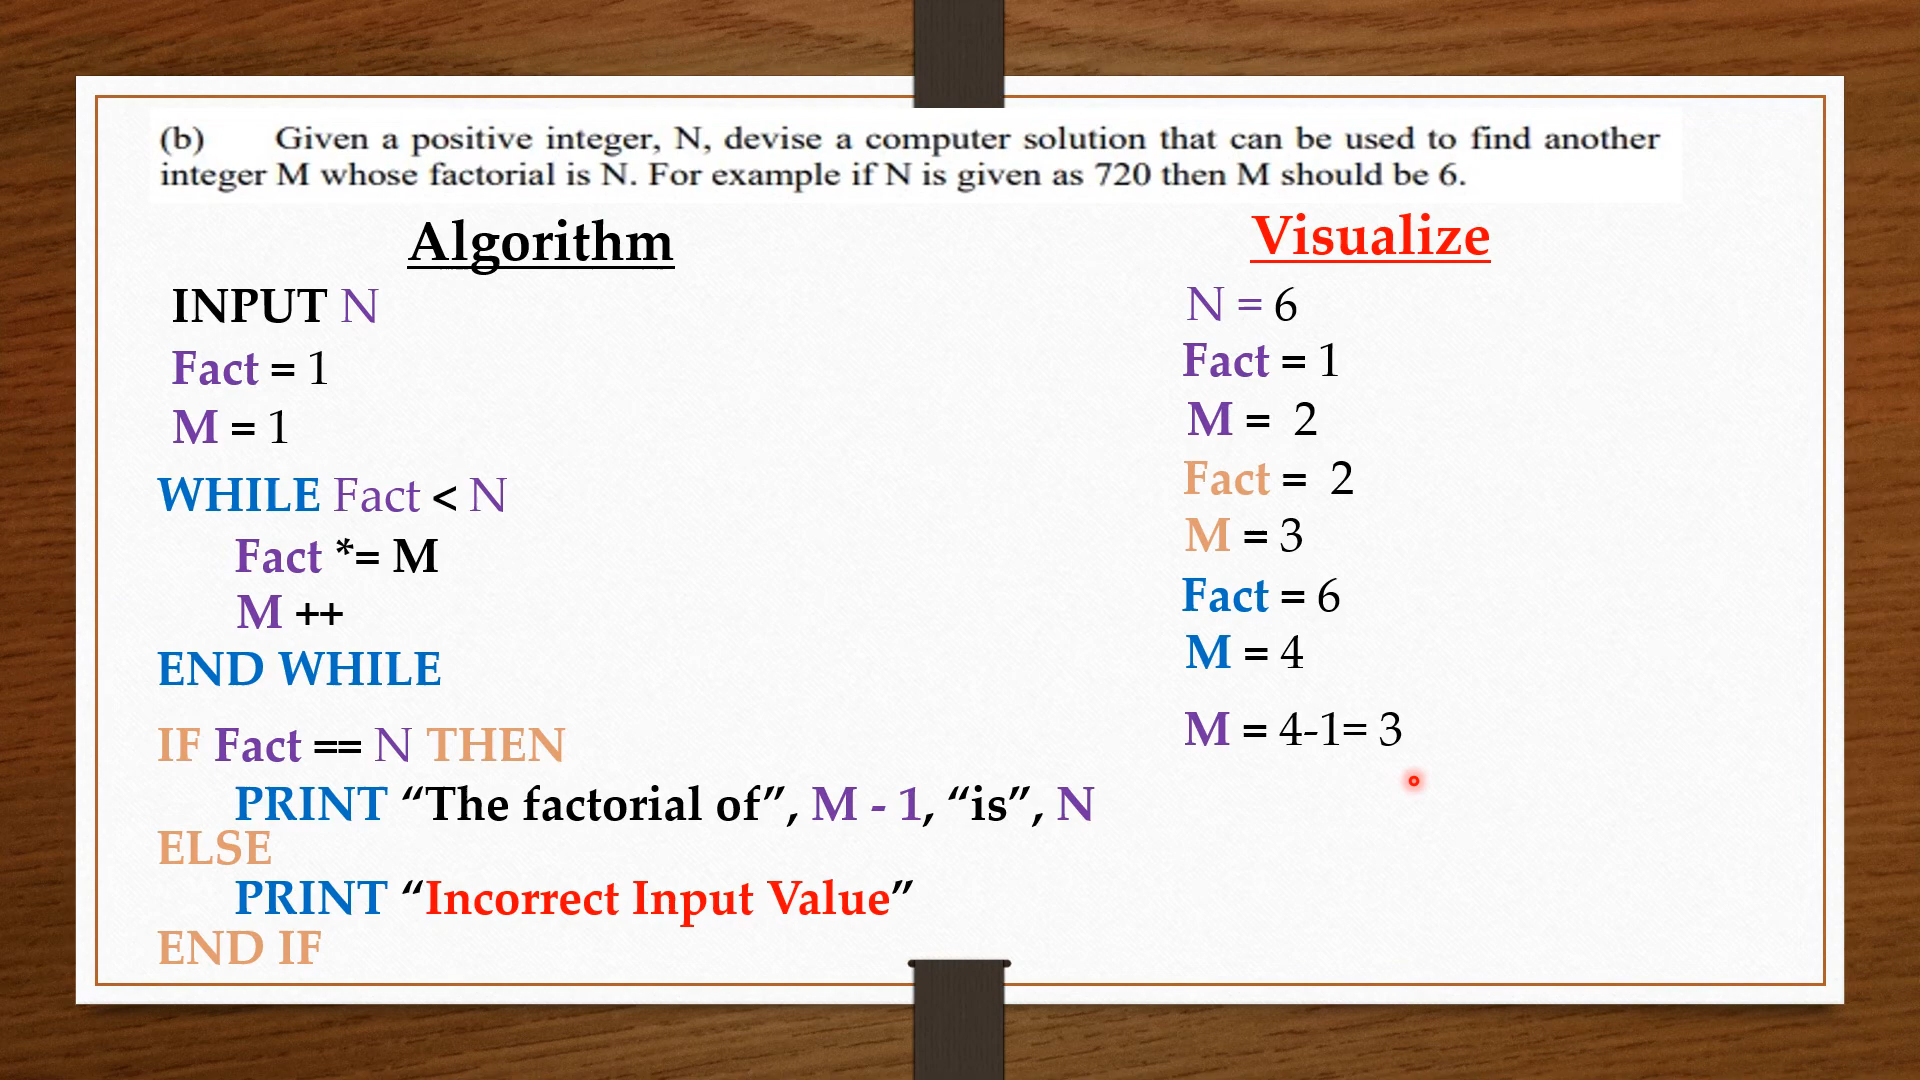 (b) Given a positive integer, N, devise a computer solution that can be used to find another
integer M whose factorial is N. For example if N is given as 720 then M should be 6.
Algorithm
INPUT N
Fact = 1
M = 1
WHILE Fact < N
Fact *= M
M ++
END WHILE
IF Fact == N THEN
PRINT “The factorial of”, M - 1, “is”, N
ELSE
PRINT “Incorrect Input Value”
END IF
Visualize
N = 6
Fact = 1
M = 2
Fact = 2
M = 3
Fact = 6
M = 4
M = 4-1= 3